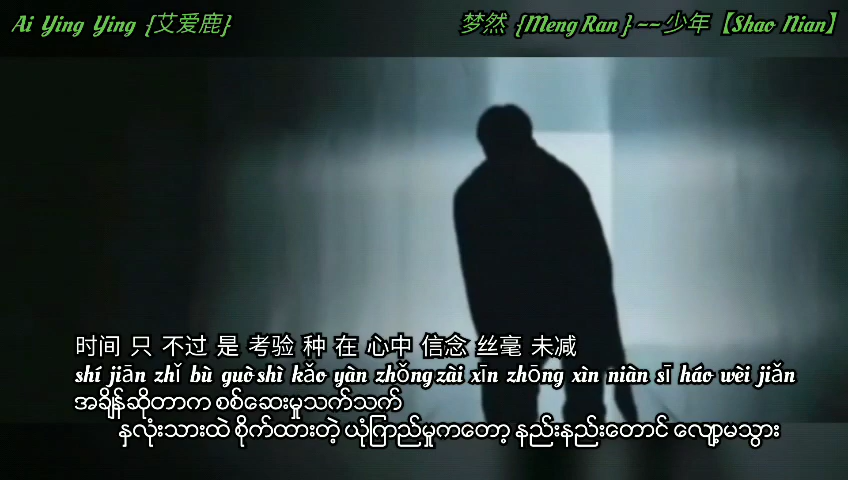 Ai Ying Ying {艾爱鹿}
梦然 {Meng Ran} ~~少年【Shao Nian】
时间 只 不过 是 考验 种 在 心中 信念 丝毫 未减
shí jiān zhǐ bù guò shì kǎo yàn zhǒng zài xīn zhōng xìn niàn sī háo wèi jiǎn
အချိန်ဆိုတာက စစ်ဆေးမှုသက်သက်
နှလုံးသားထဲ စိုက်ထားတဲ့ ယုံကြည်မှုကတော့ နည်းနည်းတောင် လျော့မသွား